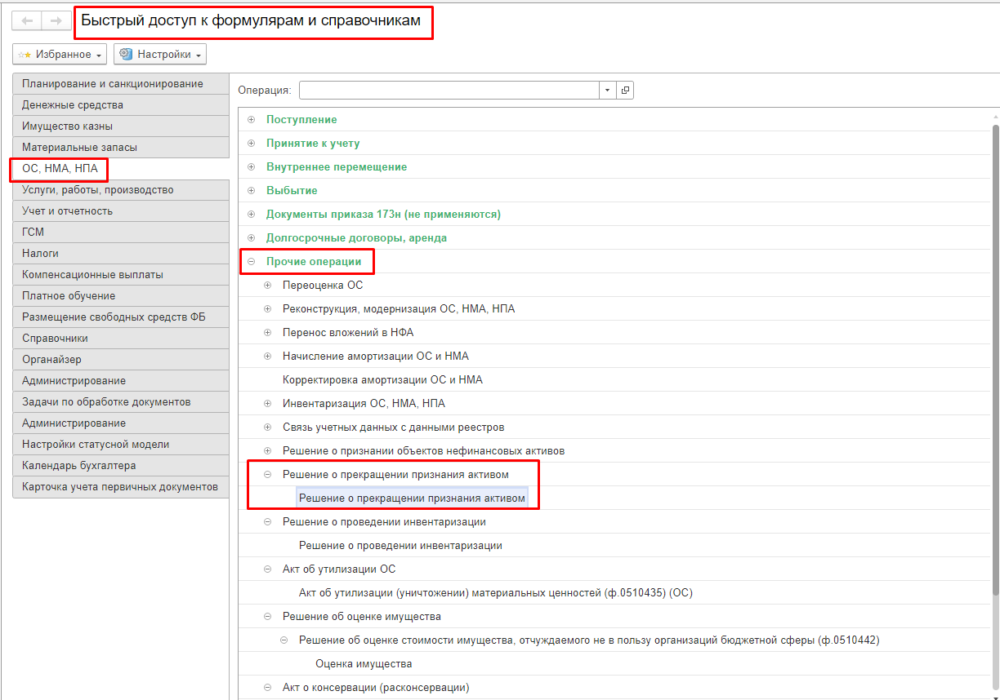 Быстрый доступ к формулярам и справочникам
Избранное
Настройки
Планирование и санкционирование
Денежные средства
Имущество казны
Материальные запасы
ОС, НМА, НПА
Услуги, работы, производство
Учет и отчетность
ГСМ
Налоги
Компенсационные выплаты
Платное обучение
Размещение свободных средств ФБ
Справочники
Органайзер
Администрирование
Задачи по обработке документов
Администрирование
Настройки статусной модели
Календарь бухгалтера
Карточка учета первичных документов
Операция:
Поступление
Принятие к учету
Внутреннее перемещение
Выбытие
Документы приказа 173н (не применяются)
Долгосрочные договоры, аренда
Прочие операции
Переоценка ОС
Реконструкция, модернизация ОС, НМА, НПА
Перенос вложений в НФА
Начисление амортизации ОС и НМА
Корректировка амортизации ОС и НМА
Инвентаризация ОС, НМА, НПА
Связь учетных данных с данными реестров
Решение о признании объектов нефинансовых активов
Решение о прекращении признания активом
Решение о прекращении признания активом
Решение о проведении инвентаризации
Решение о проведении инвентаризации
Акт об утилизации ОС
Акт об утилизации (уничтожении) материальных ценностей (ф.0510435) (ОС)
Решение об оценке имущества
Решение об оценке стоимости имущества, отчуждаемого не в пользу организаций бюджетной сферы (ф.0510442)
Оценка имущества
Акт о консервации (расконсервации)